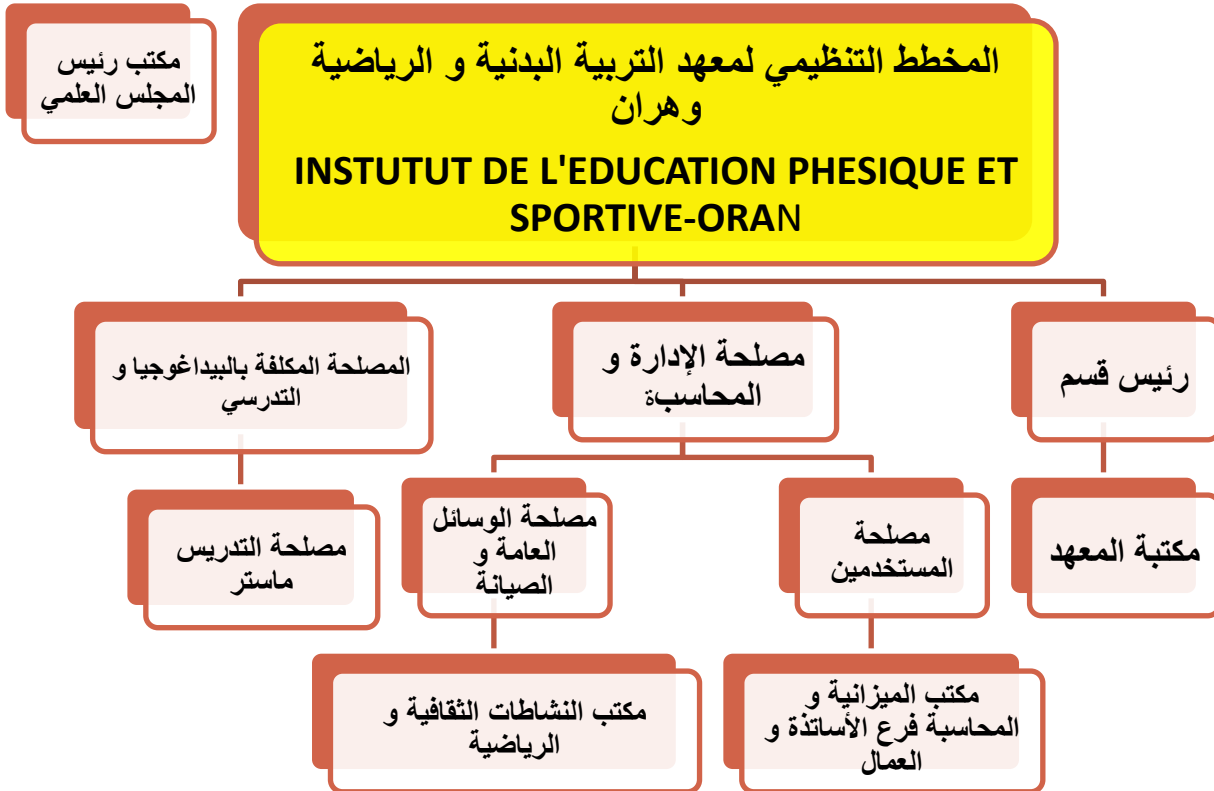 مكتب رئيس
المجلس العلمي
المخطط التنظيمي لمعهد التربية البدنية و الرياضية
وهران
INSTUTUT DE L'EDUCATION PHESIQUE ET
SPORTIVE-ORAN
رئيس قسم
مصلحة الإدارة و
المحاسبة
المصلحة المكلفة بالبيداغوجيا و
التدرسي
مكتبة المعهد
مصلحة
المستخدمين
مصلحة الوسائل
العامة و
الصيانة
مصلحة التدريس
ماستر
مكتب الميزانية و
المحاسبة فرع الأساتذة و
العمال
مكتب النشاطات الثقافية و
الرياضية